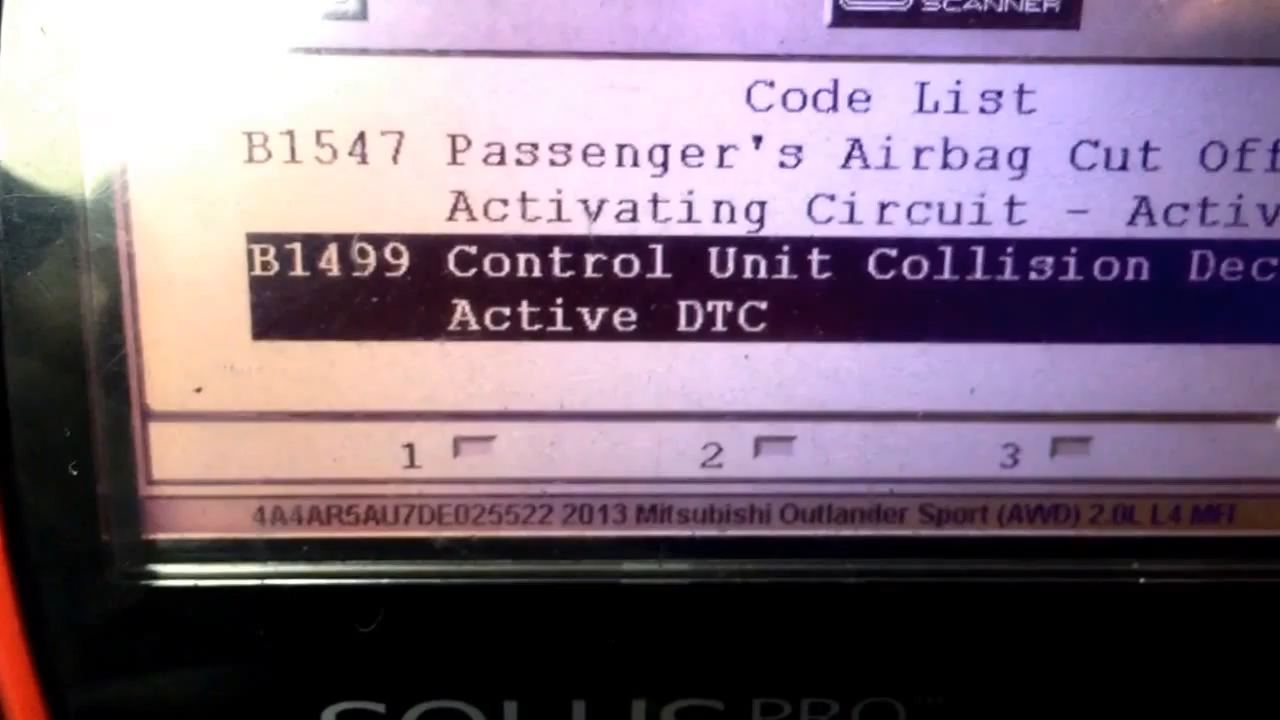 SCANNER
Code List
B1547 Passenger's Airbag Cut Off
Activating Circuit - Activ
B1499 Control Unit Collision Dec
Active DTC
1 2 3
4A4AR5AU7DE025522 2013 Mitsubishi Outlander Sport (AWD) 2.0L L4 MFI
SOLUS PRO™